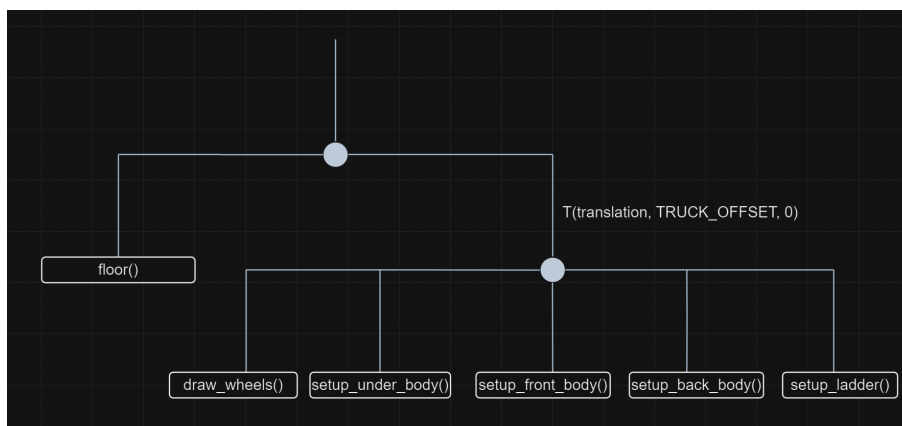 T(translation, TRUCK_OFFSET, 0)
floor()
draw_wheels()
setup_under_body()
setup_front_body()
setup_back_body()
setup_ladder()